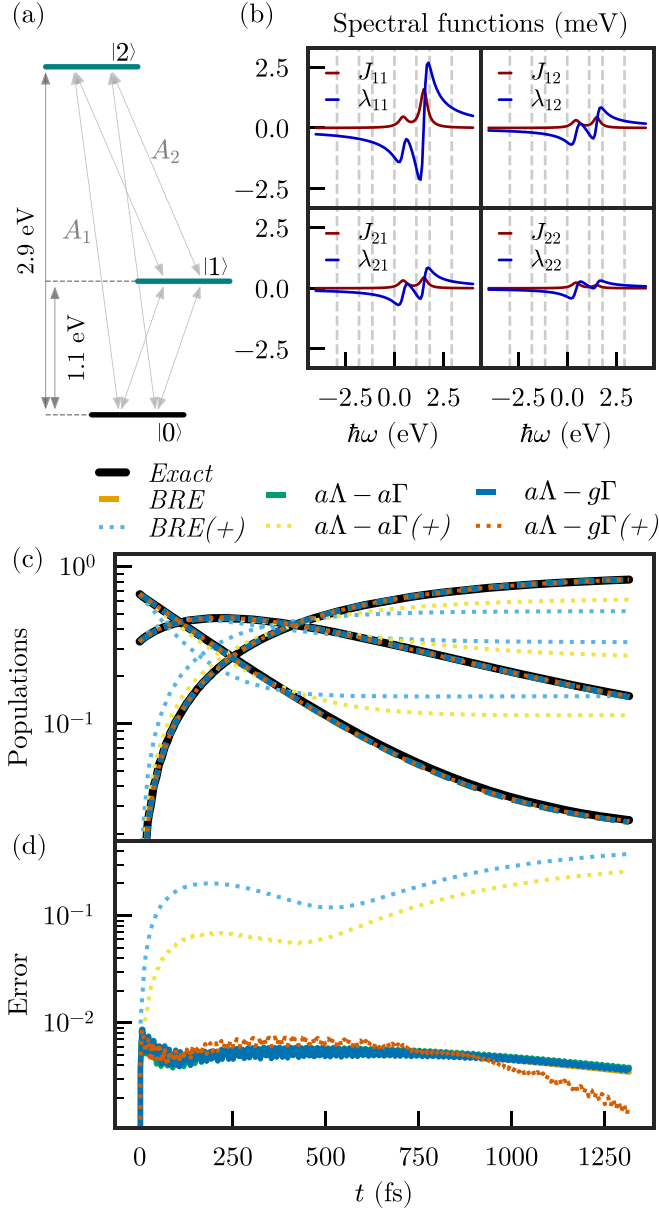 (a)
|2⟩
A₂
A₁
2.9 eV
|1⟩
1.1 eV
|0⟩
(b)
Spectral functions (meV)
2.5
0.0
−2.5
J₁₁
λ₁₁
J₁₂
λ₁₂
2.5
0.0
−2.5
J₂₁
λ₂₁
J₂₂
λ₂₂
−2.5 0.0 2.5
−2.5 0.0 2.5
ℏω (eV)
ℏω (eV)
Exact
BRE
aΛ − aΓ
aΛ − gΓ
BRE(+)
aΛ − aΓ(+)
aΛ − gΓ(+)
(c)
10⁰
10⁻¹
Populations
(d)
10⁻¹
10⁻²
Error
0 250 500 750 1000 1250
t (fs)